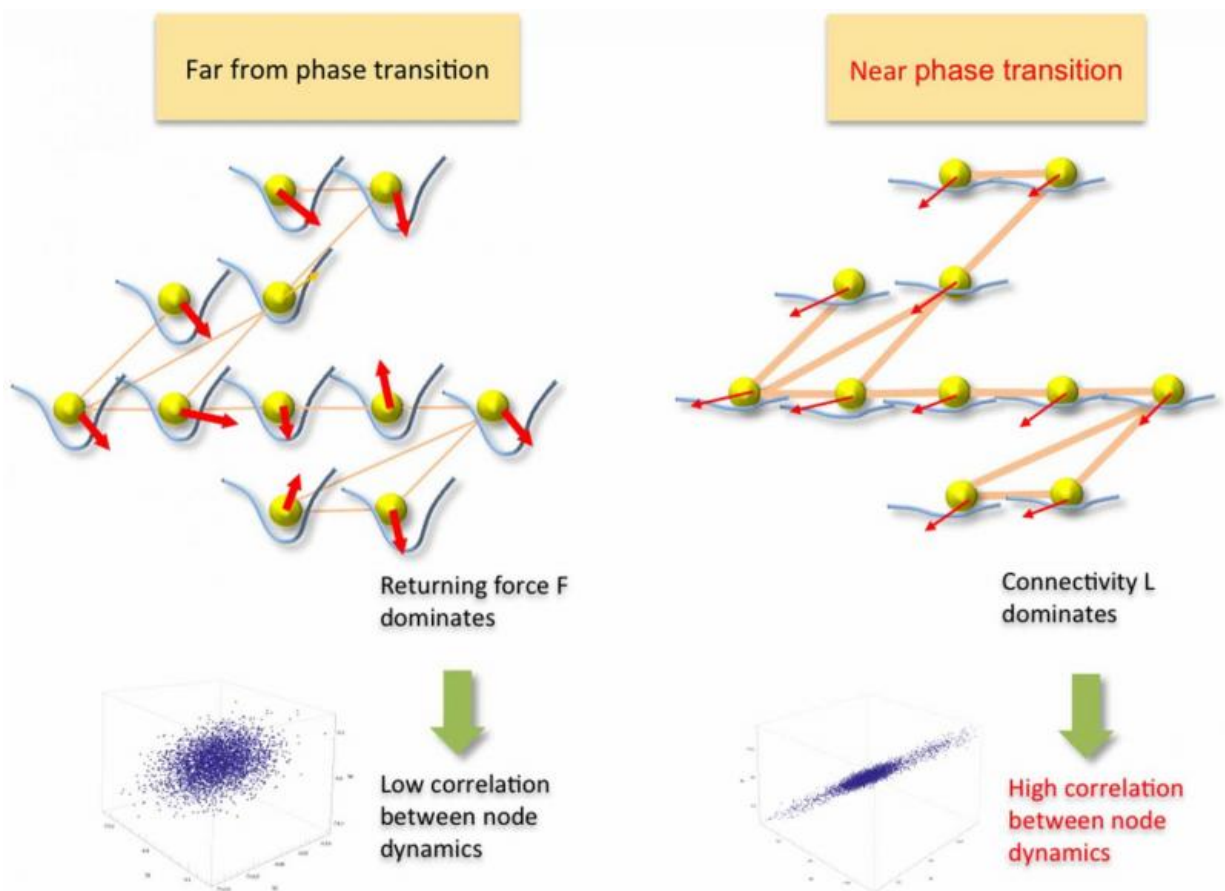 Far from phase transition
Near phase transition
Returning force F
dominates
Connectivity L
dominates
Low correlation
between node
dynamics
High correlation
between node
dynamics